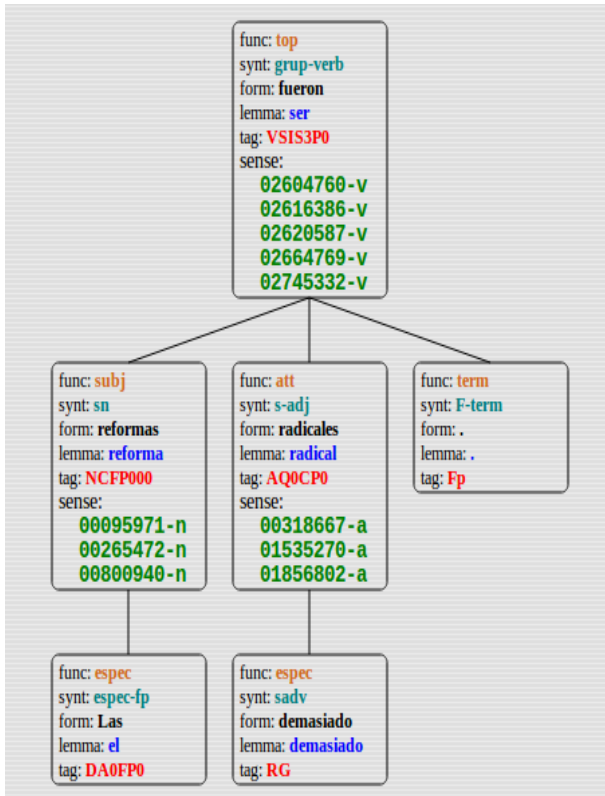 func: top
synt: grup-verb
form: fueron
lemma: ser
tag: VSIS3P0
sense:
02604760-v
02616386-v
02620587-v
02664769-v
02745332-v
func: subj
synt: sn
form: reformas
lemma: reforma
tag: NCFP000
sense:
00095971-n
00265472-n
00800940-n
func: att
synt: s-adj
form: radicales
lemma: radical
tag: AQ0CP0
sense:
00318667-a
01535270-a
01856802-a
func: term
synt: F-term
form: .
lemma: .
tag: Fp
func: espec
synt: espec-fp
form: Las
lemma: el
tag: DA0FP0
func: espec
synt: sadv
form: demasiado
lemma: demasiado
tag: RG